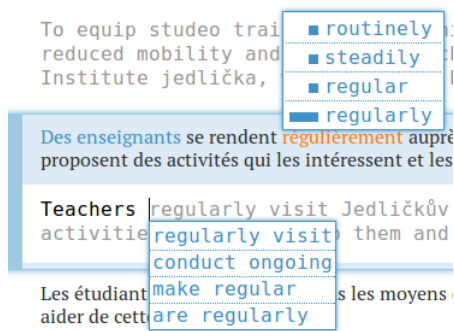 To equip studeo trai
reduced mobility and
Institute jedlička,
routinely
steadily
regular
regularly
Des enseignants se rendent régulièrement auprè
proposent des activités qui les intéressent et les
Teachers regularly visit Jedličkův
activitie them and
regularly visit
conduct ongoing
make regular
are regularly
Les étudiant s les moyens
aider de cett